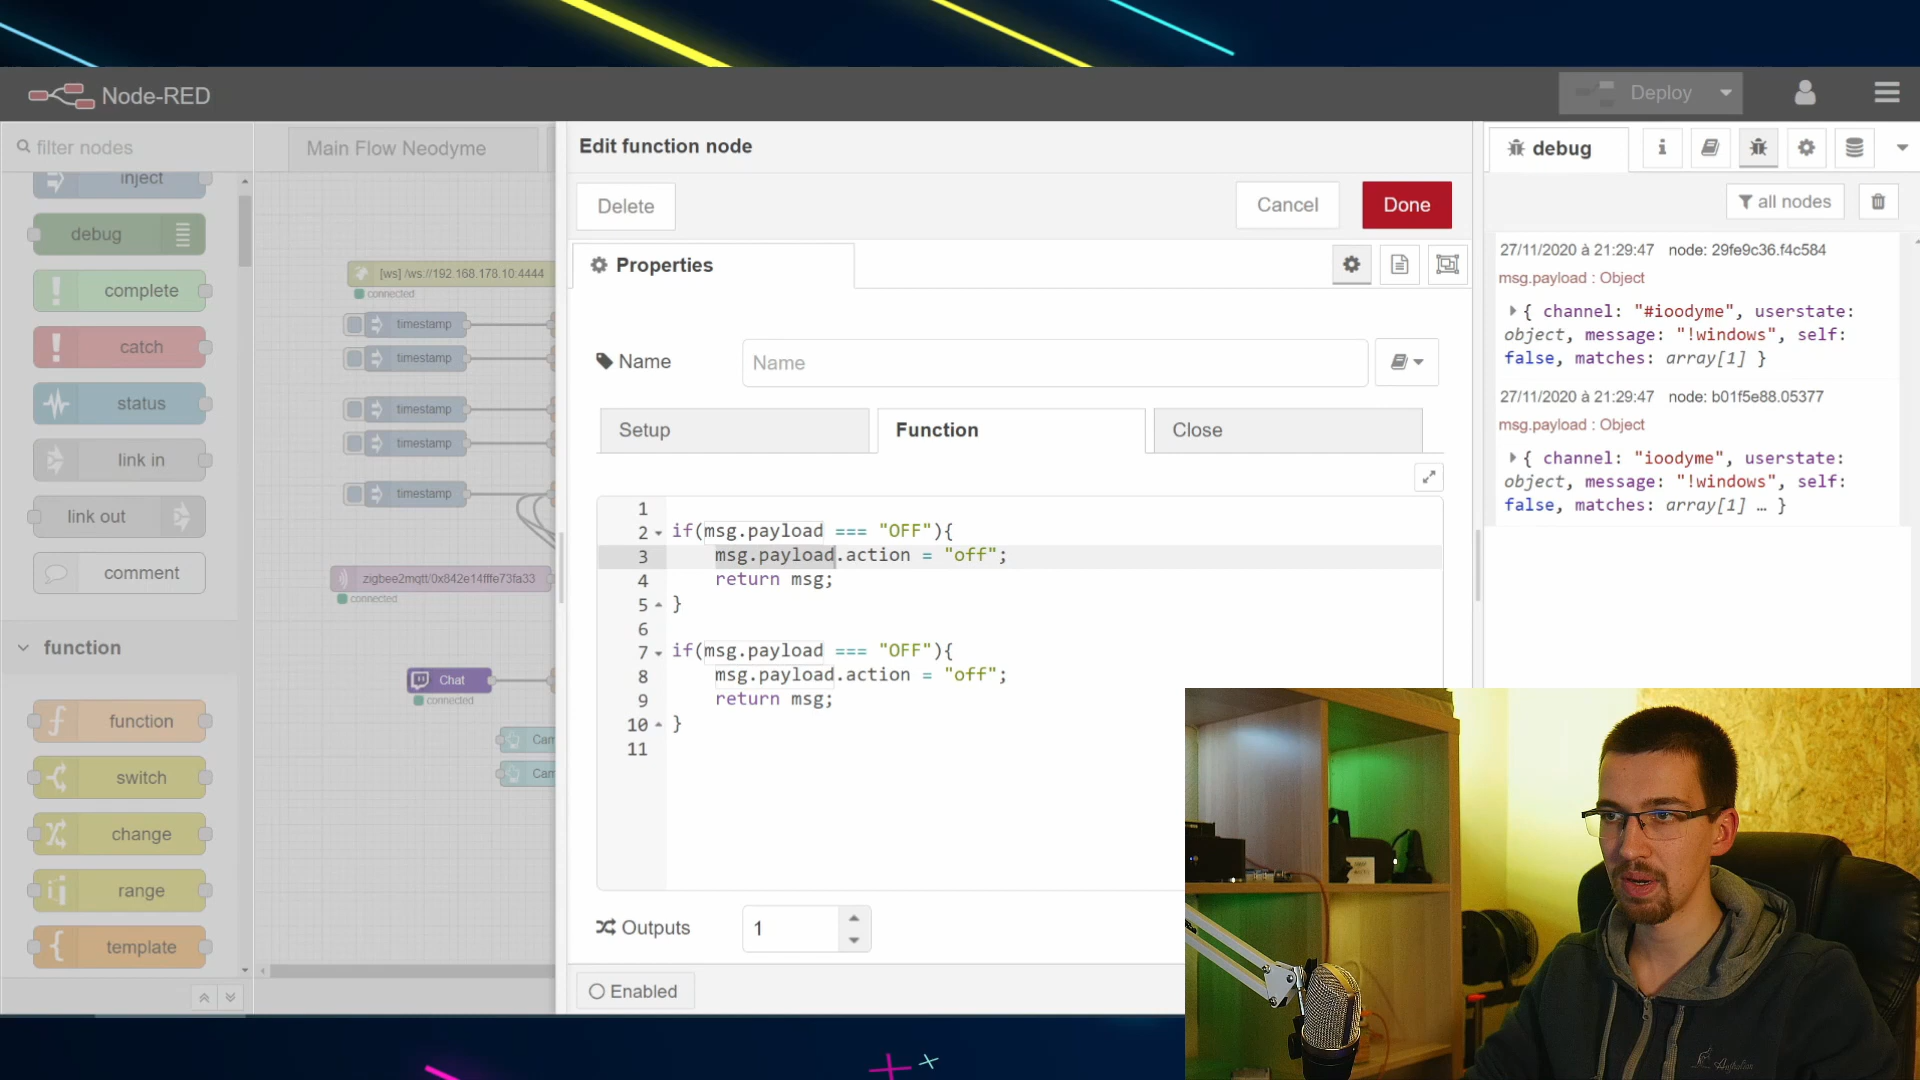 Node-RED
Deploy
filter nodes
inject
debug
complete
catch
status
link in
link out
comment
function
function
switch
change
range
template
Main Flow Neodyme
[ws] /ws://192.168.178.10:4444
connected
timestamp
timestamp
timestamp
timestamp
timestamp
zigbee2mqtt/0x842e14fffe73fa33
connected
Chat
connected
Cam
Cam
Edit function node
Delete
Cancel
Done
Properties
Name
Name
Setup
Function
Close
1
2 if(msg.payload === "OFF"){
3 msg.payload.action = "off";
4 return msg;
5 }
6
7 if(msg.payload === "OFF"){
8 msg.payload.action = "off";
9 return msg;
10 }
11
Outputs
1
Enabled
debug
all nodes
27/11/2020 à 21:29:47 node: 29fe9c36.f4c584
msg.payload : Object
{ channel: "#ioodyme", userstate:
object, message: "!windows", self:
false, matches: array[1] }
27/11/2020 à 21:29:47 node: b01f5e88.05377
msg.payload : Object
{ channel: "ioodyme", userstate:
object, message: "!windows", self:
false, matches: array[1] … }